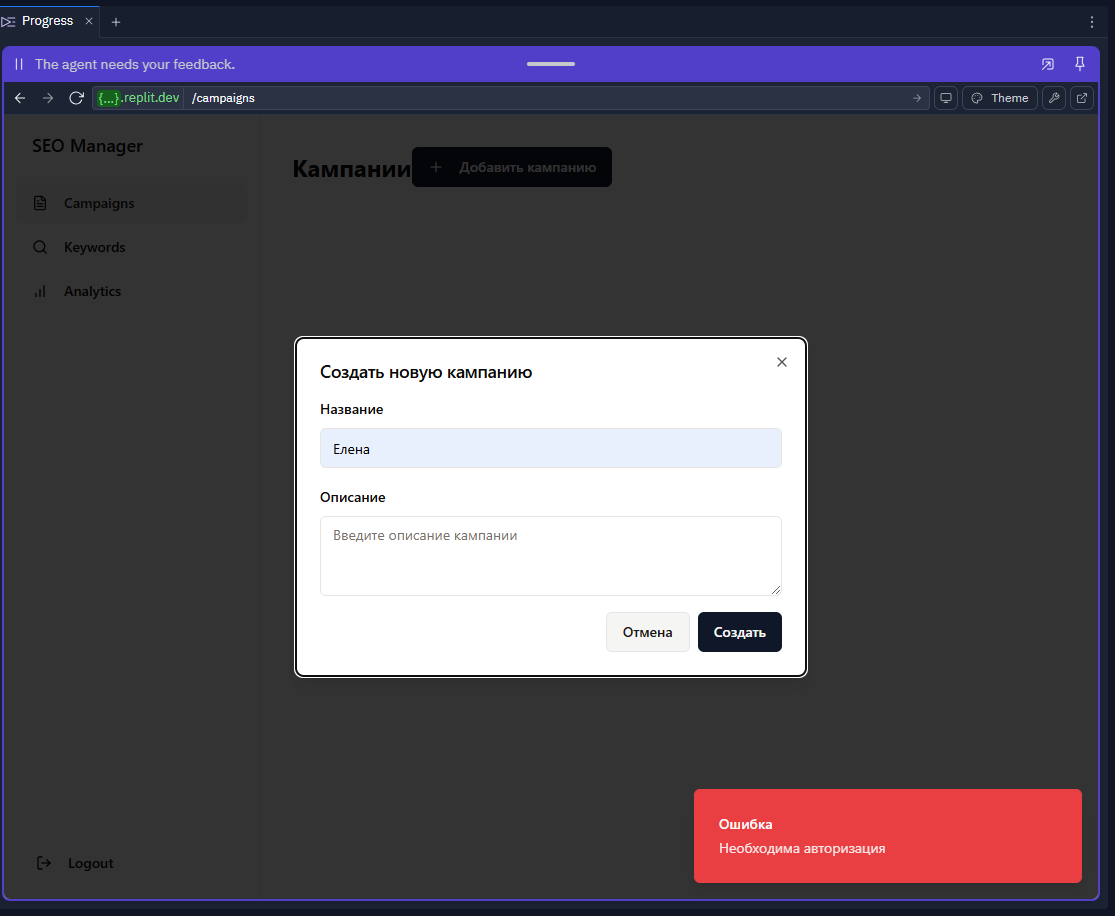 Progress
The agent needs your feedback.
{...}.replit.dev /campaigns
Theme
SEO Manager
Campaigns
Keywords
Analytics
Logout
Кампании
Добавить кампанию
Создать новую кампанию
Название
Елена
Описание
Введите описание кампании
Отмена
Создать
Ошибка
Необходима авторизация